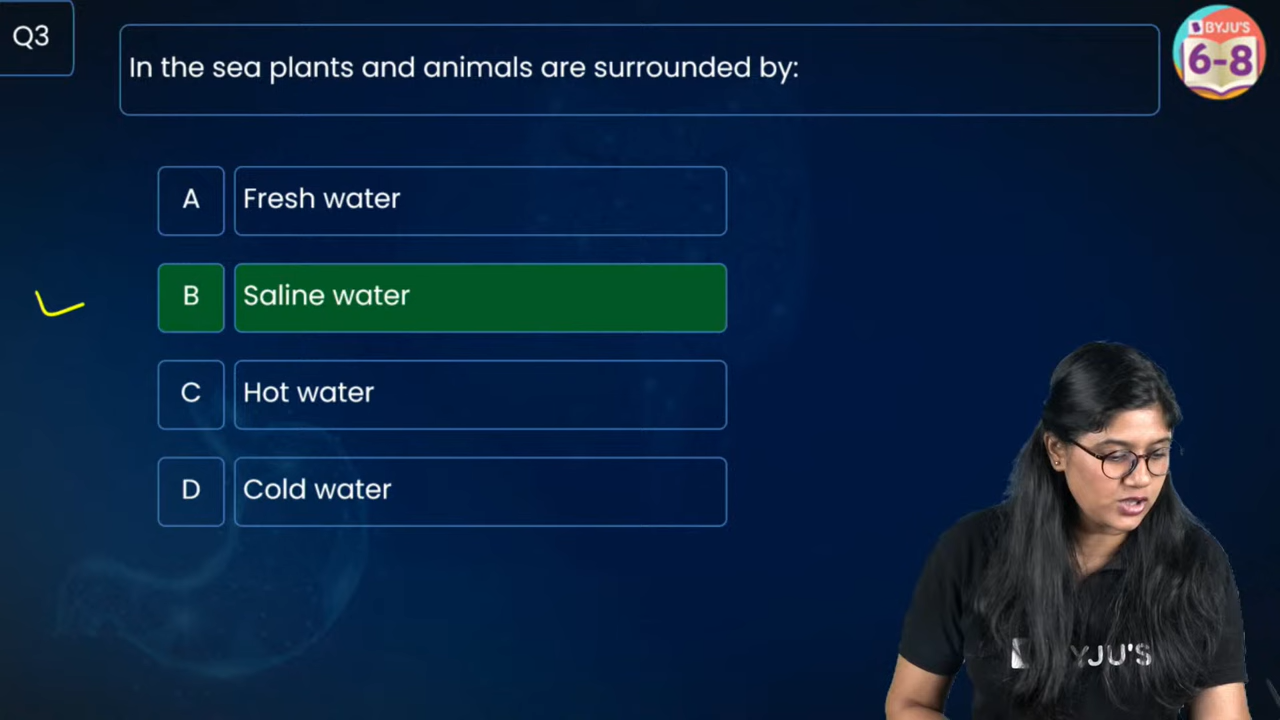 Q3
In the sea plants and animals are surrounded by:
BYJU'S
6-8
A
Fresh water
B
Saline water
C
Hot water
D
Cold water
YJU'S